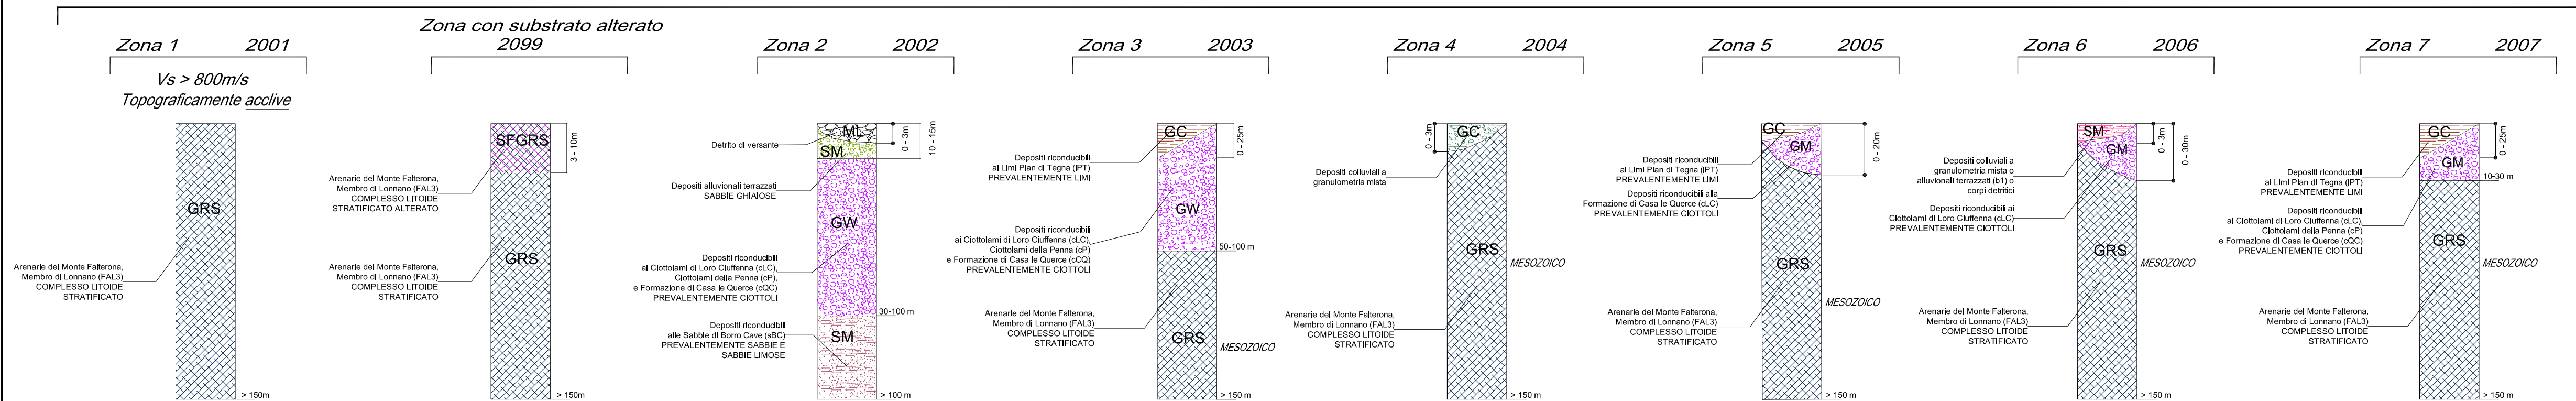 Zona 1 2001
Vs > 800m/s
Topograficamente acclive
GRS
Arenarie del Monte Falterona,
Membro di Lonnano (FAL3)
COMPLESSO LITOIDE
STRATIFICATO
> 150m
Zona con substrato alterato
2099
SFGRS
3 - 10m
Arenarie del Monte Falterona,
Membro di Lonnano (FAL3)
COMPLESSO LITOIDE
STRATIFICATO ALTERATO
GRS
Arenarie del Monte Falterona,
Membro di Lonnano (FAL3)
COMPLESSO LITOIDE
STRATIFICATO
> 150m
Zona 2 2002
ML
0 - 3m
10 - 15m
Detrito di versante
SM
Depositi alluvionali terrazzati
SABBIE GHIAIOSE
GW
Depositi riconducibili
ai Ciottolami di Loro Ciuffenna (cLC),
Ciottolami della Penna (cP),
e Formazione di Casa le Querce (cQC)
PREVALENTEMENTE CIOTTOLI
30-100 m
Depositi riconducibili
alle Sabbie di Borro Cave (sBC)
PREVALENTEMENTE SABBIE E
SABBIE LIMOSE
SM
> 100 m
Zona 3 2003
GC
0 - 25m
Depositi riconducibili
ai Limi Pian di Tegna (lPT)
PREVALENTEMENTE LIMI
GW
Depositi riconducibili
ai Ciottolami di Loro Ciuffenna (cLC),
Ciottolami della Penna (cP)
e Formazione di Casa le Querce (cCQ)
PREVALENTEMENTE CIOTTOLI
50-100 m
Arenarie del Monte Falterona,
Membro di Lonnano (FAL3)
COMPLESSO LITOIDE
STRATIFICATO
GRS
MESOZOICO
> 150 m
Zona 4 2004
0 - 3m
GC
Depositi colluviali a
granulometria mista
GRS
MESOZOICO
Arenarie del Monte Falterona,
Membro di Lonnano (FAL3)
COMPLESSO LITOIDE
STRATIFICATO
> 150 m
Zona 5 2005
GC
GM
0 - 20m
Depositi riconducibili
ai Limi Pian di Tegna (lPT)
PREVALENTEMENTE LIMI
Depositi riconducibili alla
Formazione di Casa le Querce (cLC)
PREVALENTEMENTE CIOTTOLI
GRS
MESOZOICO
Arenarie del Monte Falterona,
Membro di Lonnano (FAL3)
COMPLESSO LITOIDE
STRATIFICATO
> 150 m
Zona 6 2006
SM
GM
0 - 3m
0 - 30m
Depositi colluviali a
granulometria mista o
alluvionali terrazzati (b1) o
corpi detritici
Depositi riconducibili ai
Ciottolami di Loro Ciuffenna (cLC)
PREVALENTEMENTE CIOTTOLI
GRS
MESOZOICO
Arenarie del Monte Falterona,
Membro di Lonnano (FAL3)
COMPLESSO LITOIDE
STRATIFICATO
> 150 m
Zona 7 2007
GC
0 - 25m
GM
10-30 m
Depositi riconducibili
ai Limi Pian di Tegna (lPT)
PREVALENTEMENTE LIMI
Depositi riconducibili
ai Ciottolami di Loro Ciuffenna (cLC),
Ciottolami della Penna (cP)
e Formazione di Casa le Querce (cQC)
PREVALENTEMENTE CIOTTOLI
GRS
MESOZOICO
Arenarie del Monte Falterona,
Membro di Lonnano (FAL3)
COMPLESSO LITOIDE
STRATIFICATO
> 150 m